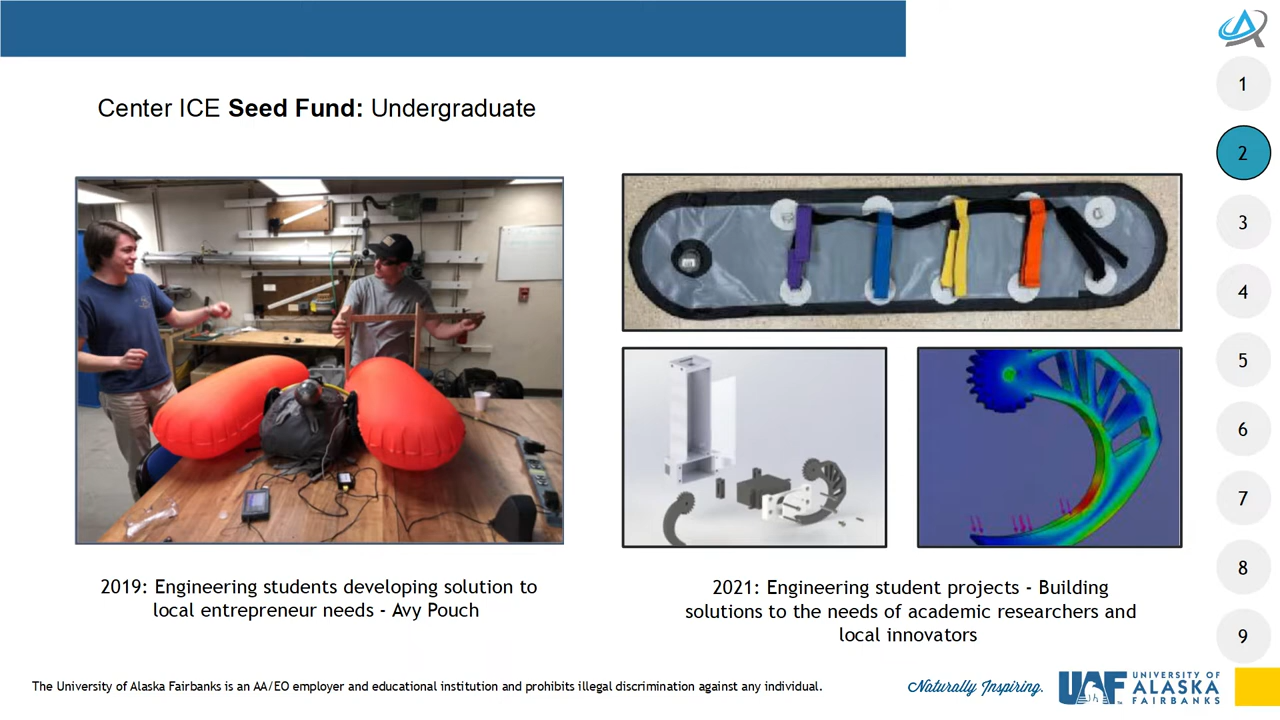 Center ICE Seed Fund: Undergraduate
2019: Engineering students developing solution to
local entrepreneur needs - Avy Pouch
2021: Engineering student projects - Building
solutions to the needs of academic researchers and
local innovators
1
2
3
4
5
6
7
8
9
The University of Alaska Fairbanks is an AA/EO employer and educational institution and prohibits illegal discrimination against any individual.
Naturally Inspiring.
UAF
UNIVERSITY OF
ALASKA
FAIRBANKS